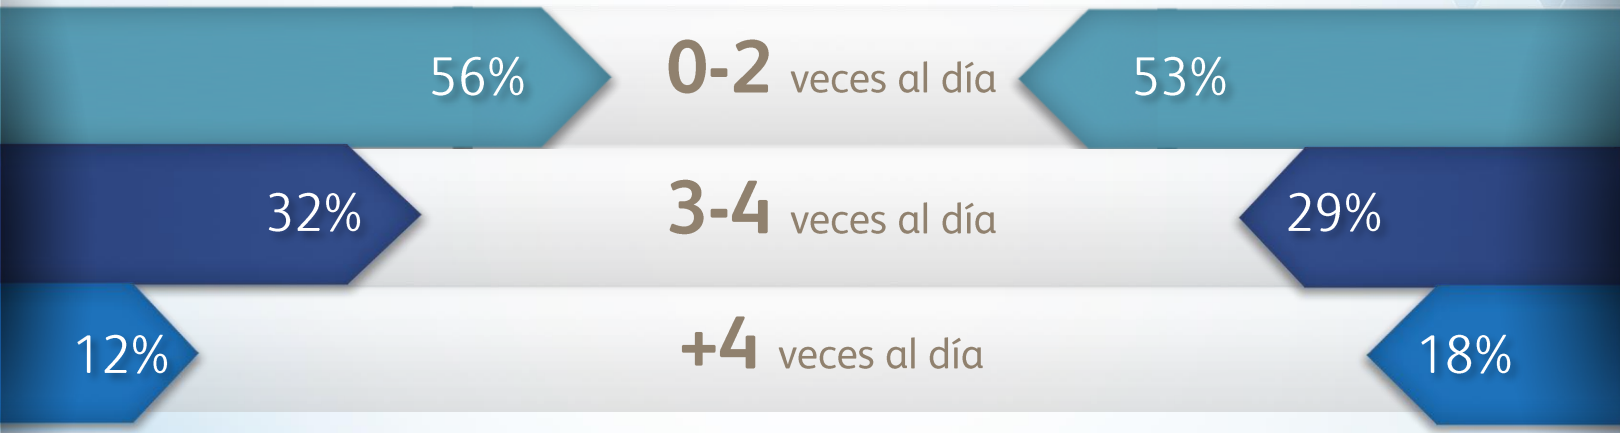 56% 0-2 veces al día 53%
32% 3-4 veces al día 29%
12% +4 veces al día 18%